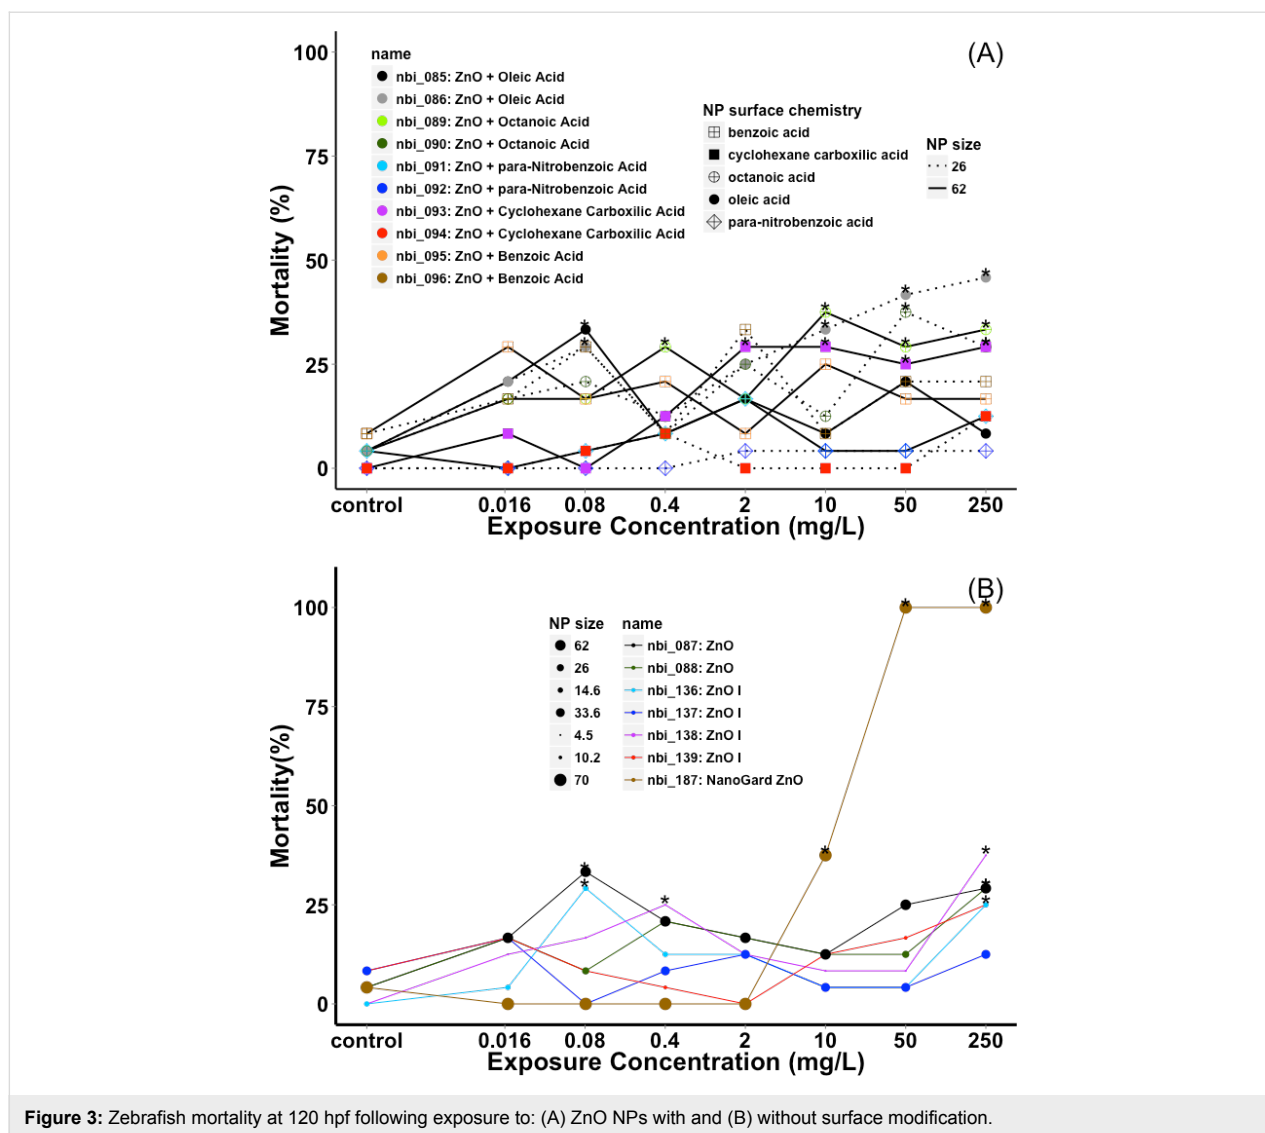 (A)
name
nbi_085: ZnO + Oleic Acid
nbi_086: ZnO + Oleic Acid
nbi_089: ZnO + Octanoic Acid
nbi_090: ZnO + Octanoic Acid
nbi_091: ZnO + para-Nitrobenzoic Acid
nbi_092: ZnO + para-Nitrobenzoic Acid
nbi_093: ZnO + Cyclohexane Carboxilic Acid
nbi_094: ZnO + Cyclohexane Carboxilic Acid
nbi_095: ZnO + Benzoic Acid
nbi_096: ZnO + Benzoic Acid
NP surface chemistry
benzoic acid
cyclohexane carboxilic acid
octanoic acid
oleic acid
para-nitrobenzoic acid
NP size
26
62
Mortality (%)
100
75
50
25
0
control 0.016 0.08 0.4 2 10 50 250
Exposure Concentration (mg/L)
(B)
NP size
62
26
14.6
33.6
4.5
10.2
70
name
nbi_087: ZnO
nbi_088: ZnO
nbi_136: ZnO I
nbi_137: ZnO I
nbi_138: ZnO I
nbi_139: ZnO I
nbi_187: NanoGard ZnO
Mortality(%)
100
75
50
25
0
control 0.016 0.08 0.4 2 10 50 250
Exposure Concentration (mg/L)
Figure 3: Zebrafish mortality at 120 hpf following exposure to: (A) ZnO NPs with and (B) without surface modification.